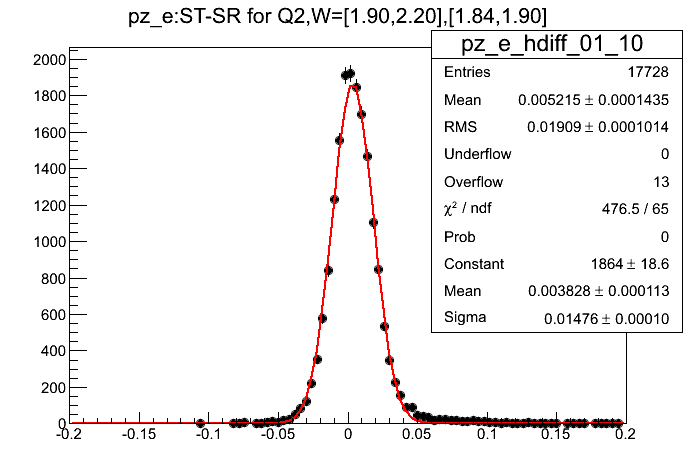 pz_e:ST-SR for Q2,W=[1.90,2.20],[1.84,1.90]
pz_e_hdiff_01_10
Entries 17728
Mean 0.005215 ± 0.0001435
RMS 0.01909 ± 0.0001014
Underflow 0
Overflow 13
χ² / ndf 476.5 / 65
Prob 0
Constant 1864 ± 18.6
Mean 0.003828 ± 0.000113
Sigma 0.01476 ± 0.00010
2000
1800
1600
1400
1200
1000
800
600
400
200
0
-0.2 -0.15 -0.1 -0.05 0 0.05 0.1 0.15 0.2